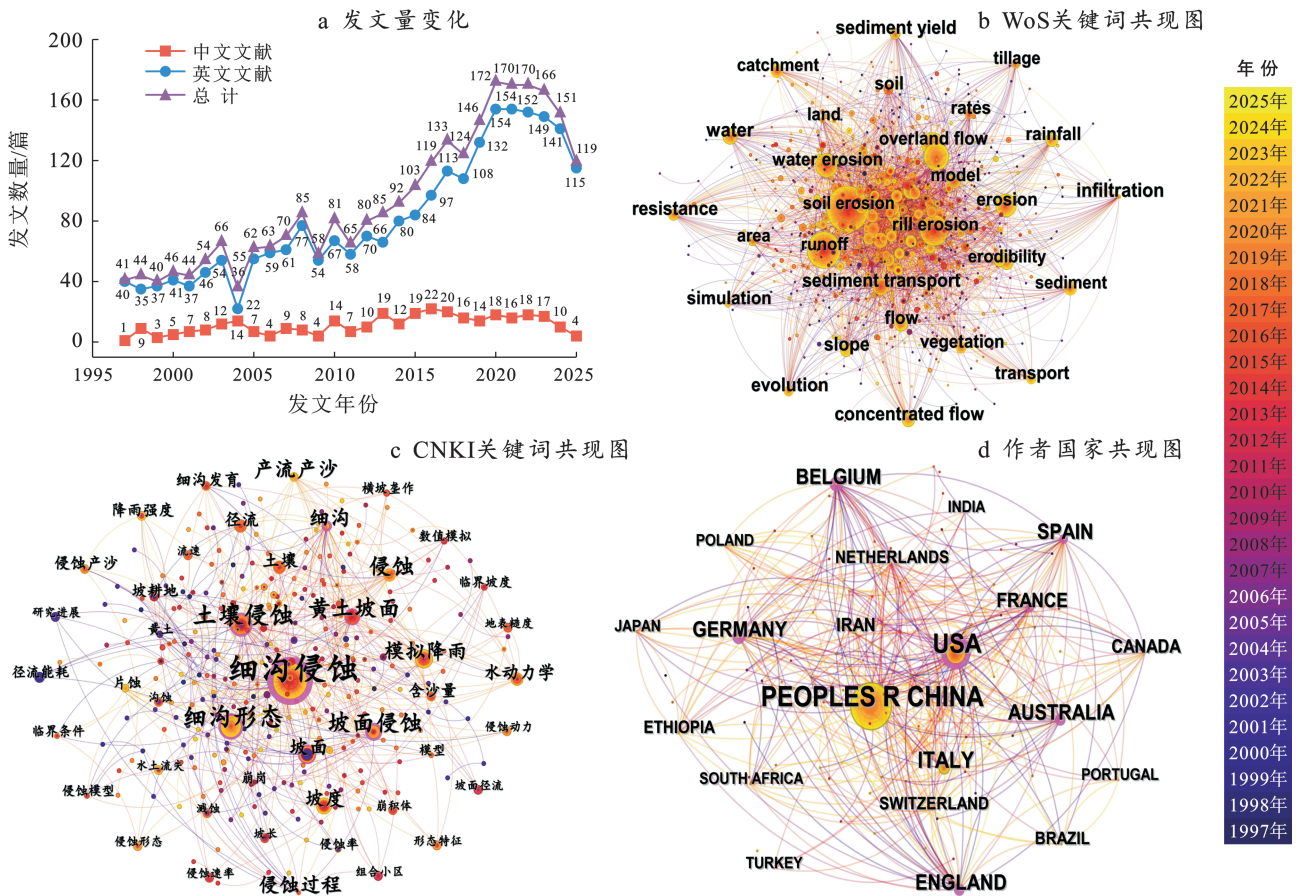 a 发文量变化
发文数量/篇
200
160
120
80
40
0
中文文献
英文文献
总 计
41 44 40 46 44 54 66 36 55 62 63 70 85 58 81 65 80 85 92 103 119 133 124 146 172 170 170 166 151 119
40 35 37 41 37 46 54 22 59 61 77 54 67 58 70 66 80 84 97 113 108 132 154 154 152 149 141 115
1 9 3 5 7 8 12 14 7 4 9 8 4 14 7 10 19 12 19 22 20 16 14 18 16 18 17 10 4
1995 2000 2005 2010 2015 2020 2025
发文年份
b WoS关键词共现图
sediment yield
catchment
tillage
soil
land
rates
water
overland flow
rainfall
water erosion
model
infiltration
resistance
soil erosion
erosion
rill erosion
area
runoff
erodibility
simulation
sediment transport
sediment
flow
slope
vegetation
evolution
transport
concentrated flow
年 份
2025年
2024年
2023年
2022年
2021年
2020年
2019年
2018年
2017年
2016年
2015年
2014年
2013年
2012年
2011年
2010年
2009年
2008年
2007年
2006年
2005年
2004年
2003年
2002年
2001年
2000年
1999年
1998年
1997年
c CNKI关键词共现图
产流产沙
细沟发育
横坡垄作
降雨强度
径流
细沟
数值模拟
流速
侵蚀产沙
土壤
侵蚀
坡耕地
临界坡度
研究进展
土壤侵蚀
黄土坡面
黄土
地表糙度
细沟侵蚀
模拟降雨
径流能耗
片蚀
水动力学
沟蚀
含沙量
细沟形态
坡面侵蚀
临界条件
侵蚀动力
坡面
模型
水土流失
崩岗
侵蚀模型
坡面径流
溅蚀
坡度
崩积体
坡长
侵蚀形态
侵蚀率
形态特征
侵蚀速率
侵蚀过程
组合小区
d 作者国家共现图
BELGIUM
INDIA
POLAND
SPAIN
NETHERLANDS
FRANCE
JAPAN
GERMANY
IRAN
USA
CANADA
PEOPLES R CHINA
ETHIOPIA
AUSTRALIA
ITALY
SOUTH AFRICA
PORTUGAL
SWITZERLAND
BRAZIL
TURKEY
ENGLAND